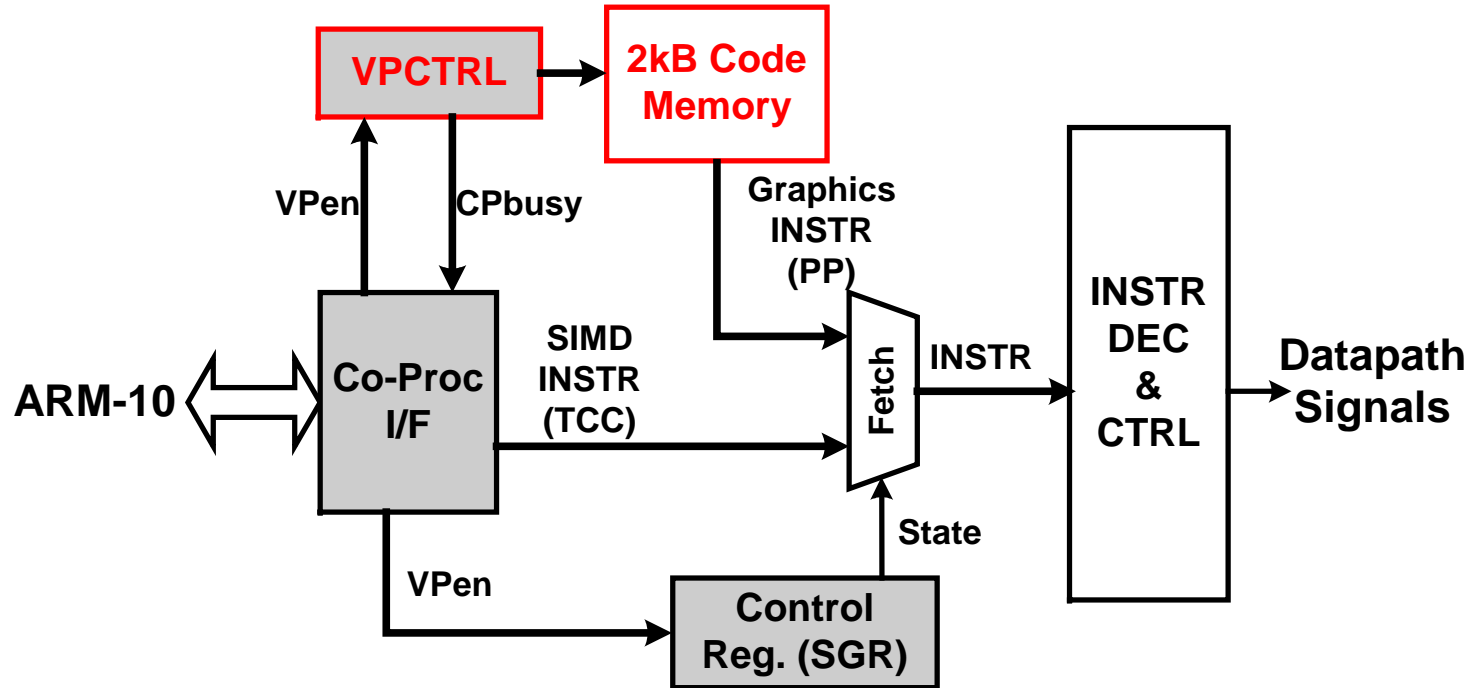 VPCTRL
2kB Code
Memory
VPen
CPbusy
Graphics
INSTR
(PP)
ARM-10
Co-Proc
I/F
SIMD
INSTR
(TCC)
Fetch
INSTR
INSTR
DEC
&
CTRL
Datapath
Signals
State
VPen
Control
Reg. (SGR)